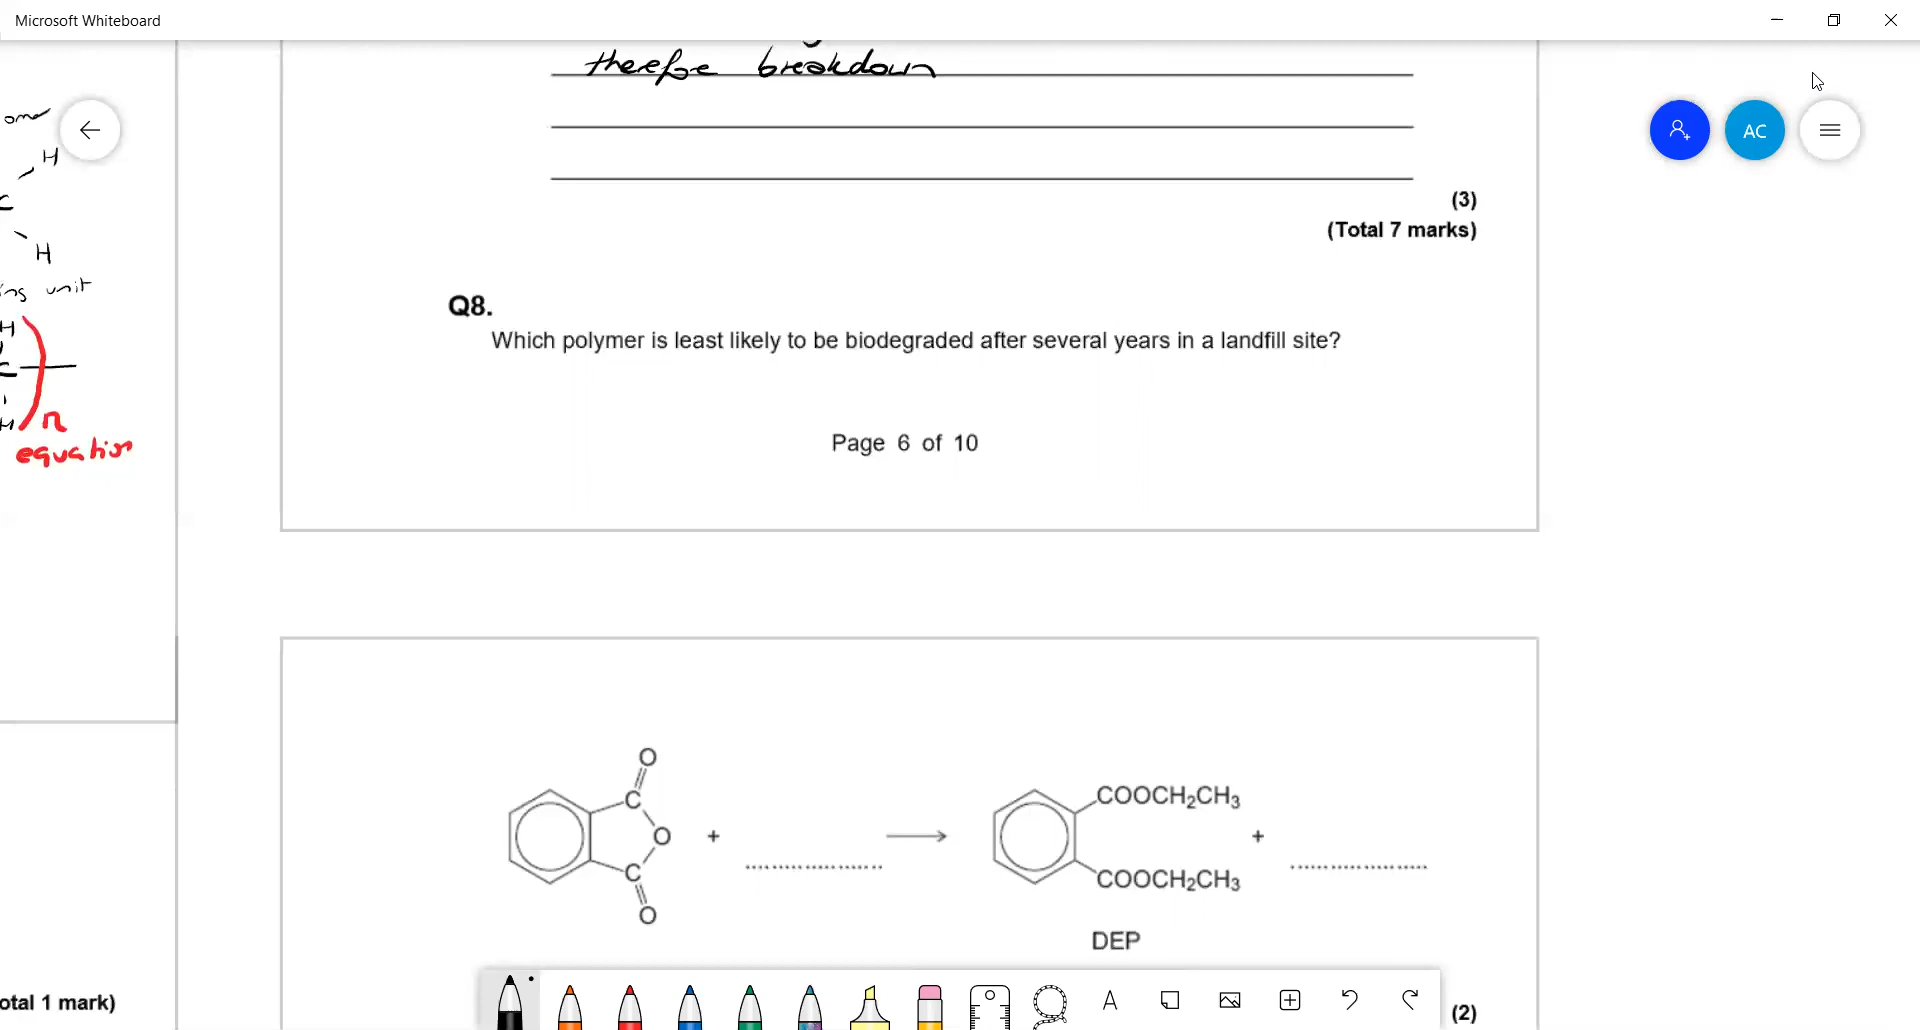 Microsoft Whiteboard
therefore breakdown
(3)
(Total 7 marks)
AC
H
C
H
unit
H
C
H
n
equation
Q8.
Which polymer is least likely to be biodegraded after several years in a landfill site?
Page 6 of 10
O
C
O
C
O
+
COOCH2CH3
COOCH2CH3
+
DEP
otal 1 mark)
A
(2)